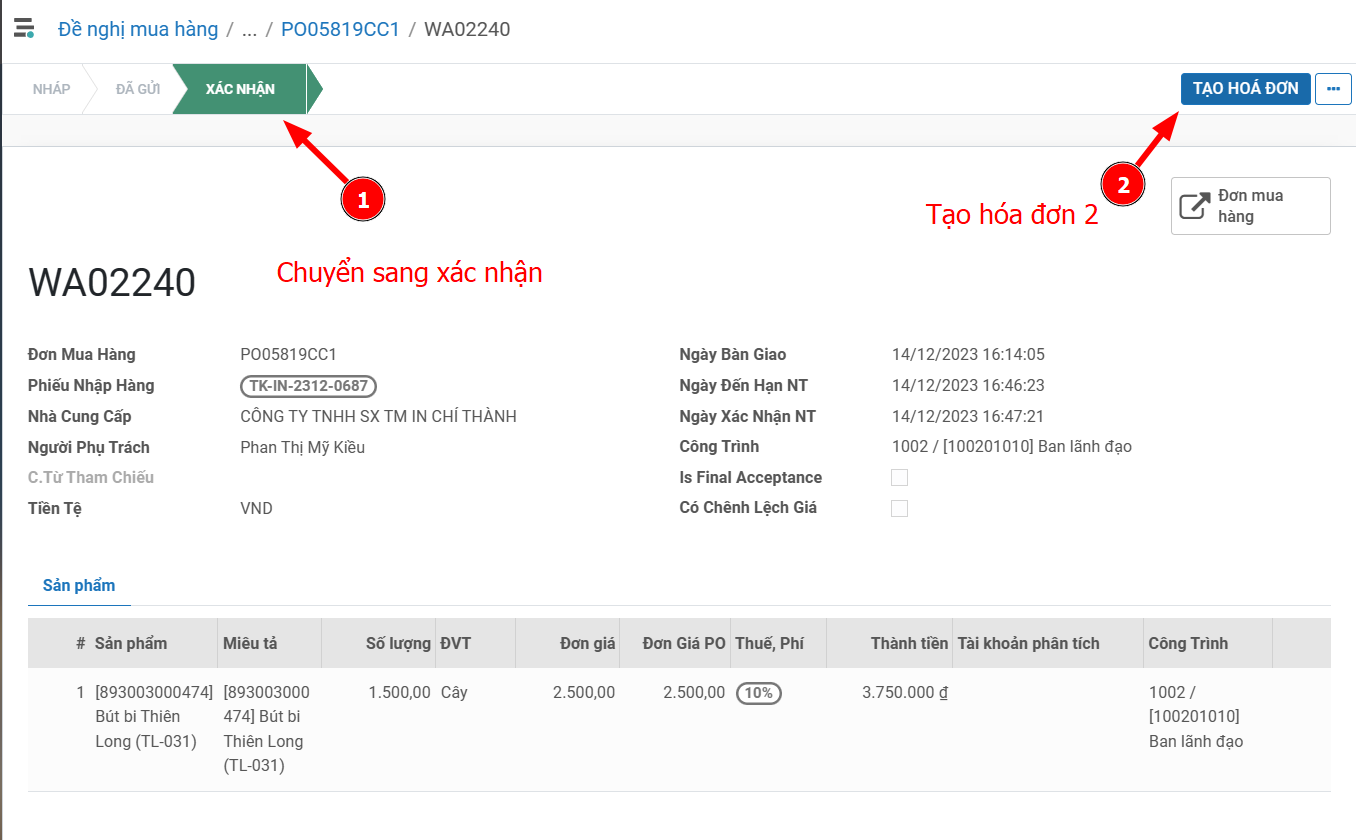 Đề nghị mua hàng / ... / PO05819CC1 / WA02240
NHÁP ĐÃ GỬI XÁC NHẬN TẠO HOÁ ĐƠN ...
1
2
Tạo hóa đơn 2
Đơn mua
hàng
Chuyển sang xác nhận
WA02240
Đơn Mua Hàng PO05819CC1 Ngày Bàn Giao 14/12/2023 16:14:05
Phiếu Nhập Hàng TK-IN-2312-0687 Ngày Đến Hạn NT 14/12/2023 16:46:23
Nhà Cung Cấp CÔNG TY TNHH SX TM IN CHÍ THÀNH Ngày Xác Nhận NT 14/12/2023 16:47:21
Người Phụ Trách Phan Thị Mỹ Kiều Công Trình 1002 / [100201010] Ban lãnh đạo
C.Từ Tham Chiếu Is Final Acceptance
Tiền Tệ VND Có Chênh Lệch Giá
Sản phẩm
# Sản phẩm Miêu tả Số lượng ĐVT Đơn giá Đơn Giá PO Thuế, Phí Thành tiền Tài khoản phân tích Công Trình
1 [893003000474] [893003000 1.500,00 Cây 2.500,00 2.500,00 10% 3.750.000 ₫ 1002 /
Bút bi Thiên 474] Bút bi [100201010]
Long (TL-031) Thiên Long Ban lãnh đạo
(TL-031)